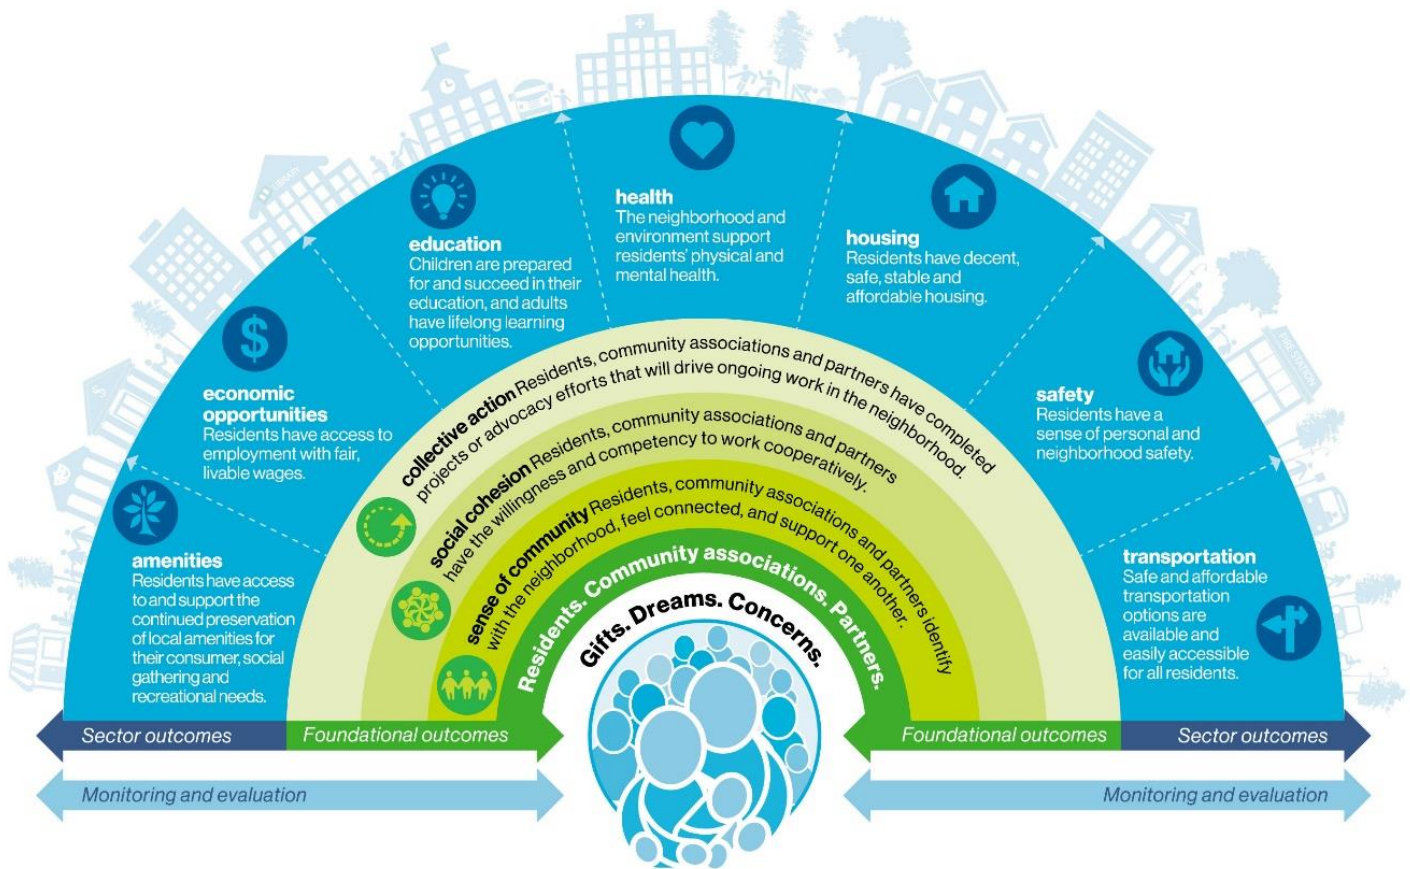 LIBRARY
FIRE STATION
$
health
The neighborhood and
environment support
residents' physical and
mental health.
education
Children are prepared
for and succeed in their
education, and adults
have lifelong learning
opportunities.
housing
Residents have decent,
safe, stable and
affordable housing.
$
economic
opportunities
Residents have access to
employment with fair,
livable wages.
safety
Residents have a
sense of personal and
neighborhood safety.
amenities
Residents have access
to and support the
continued preservation
of local amenities for
their consumer, social
gathering and
recreational needs.
transportation
Safe and affordable
transportation
options are
available and
easily accessible
for all residents.
collective action Residents, community associations and partners have completed
projects or advocacy efforts that will drive ongoing work in the neighborhood.
social cohesion Residents, community associations and partners
have the willingness and competency to work cooperatively.
sense of community Residents, community associations and partners identify
with the neighborhood, feel connected, and support one another.
Residents. Community associations. Partners.
Gifts. Dreams. Concerns.
Sector outcomes
Foundational outcomes
Foundational outcomes
Sector outcomes
Monitoring and evaluation
Monitoring and evaluation